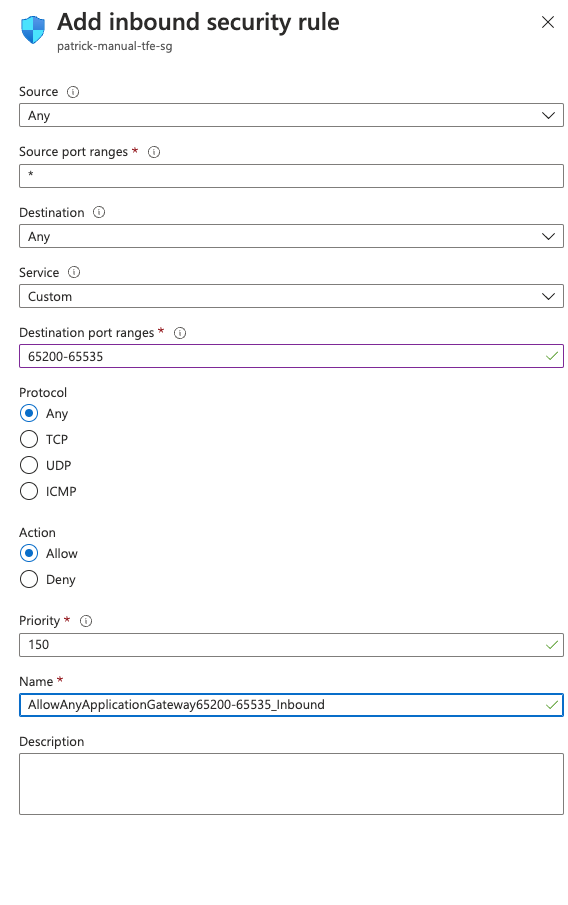 Add inbound security rule
patrick-manual-tfe-sg
Source
Any
Source port ranges *
*
Destination
Any
Service
Custom
Destination port ranges *
65200-65535
Protocol
Any
TCP
UDP
ICMP
Action
Allow
Deny
Priority *
150
Name *
AllowAnyApplicationGateway65200-65535_Inbound
Description